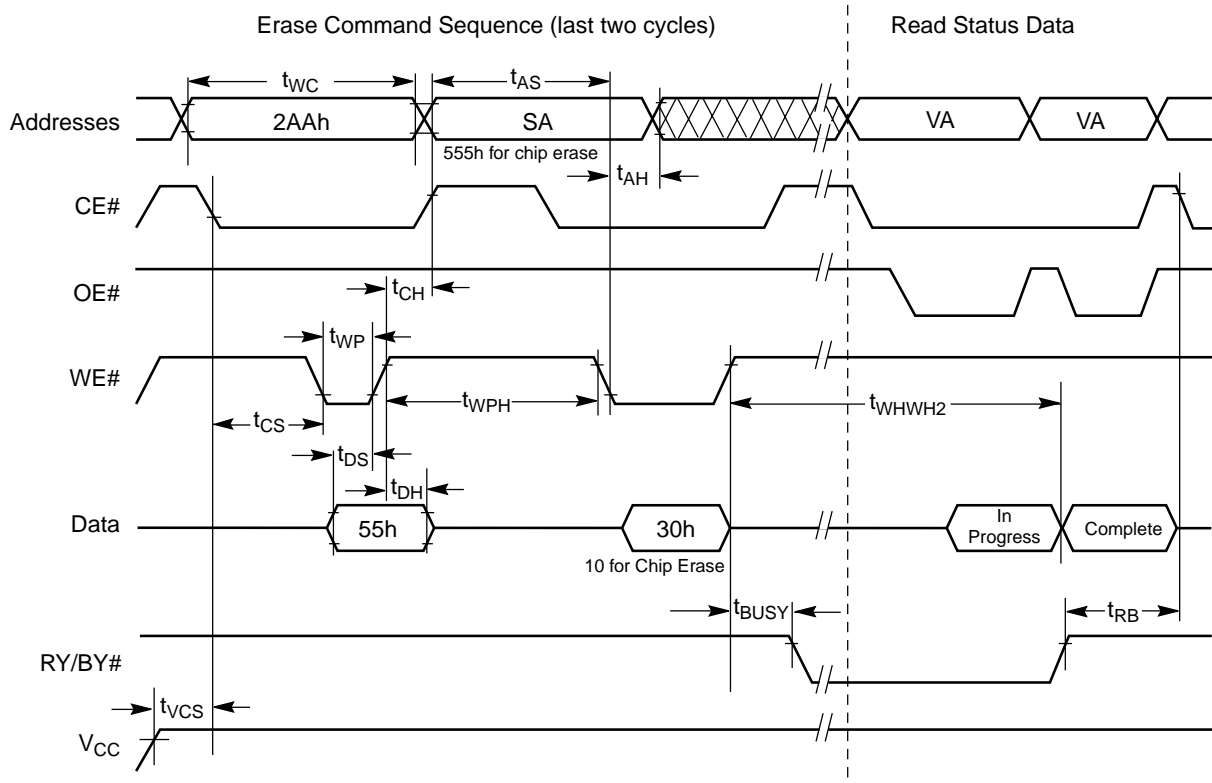 Erase Command Sequence (last two cycles)
Read Status Data
tWC
tAS
Addresses
2AAh
SA
VA
VA
555h for chip erase
tAH
CE#
OE#
tCH
tWP
WE#
tWPH
tWHWH2
tCS
tDS
tDH
Data
55h
30h
In
Progress
Complete
10 for Chip Erase
tBUSY
tRB
RY/BY#
tVCS
VCC